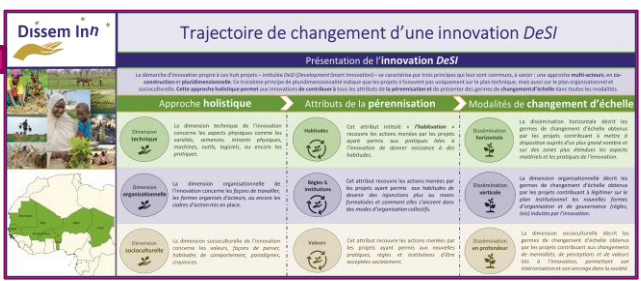 Dissem Inn
Trajectoire de changement d'une innovation DeSI
Présentation de l'innovation DeSI
La démarche d'innovation propre à ces huit projets – intitulée DeSI (Development Smart Innovation) – se caractérise par trois principes qui leur sont communs, à savoir : une approche multi-acteurs, en co-
construction et pluridimensionnelle. Ce troisième principe de pluridimensionnalité indique que les projets n'innovent pas uniquement sur le plan technique, mais aussi sur le plan organisationnel et
socioculturelle. Cette approche holistique permet aux innovations de contribuer à tous les attributs de la pérennisation et de présenter des germes de changement d'échelle dans toutes les modalités.
Approche holistique
Attributs de la pérennisation
Modalités de changement d'échelle
Dimension
technique
La dimension technique de l'innovation
concerne les aspects physiques comme les
variétés, semences, intrants physiques,
machines, outils, logiciels, ou encore les
pratiques.
Habitudes
Cet attribut intitulé « l'habituation »
recouvre les actions menées par les projets
ayant permis aux pratiques liées à
l'innovation de donner naissance à des
habitudes.
Dissémination
horizontale
La dissémination horizontale décrit les
germes de changement d'échelle obtenus
par les projets contribuant à mettre à
disposition auprès d'un plus grand nombre et
sur des zones plus étendues les aspects
matériels et les pratiques de l'innovation.
Dimension
organisationnelle
La dimension organisationnelle de
l'innovation concerne les façons de travailler,
les formes organisés d'acteurs, ou encore les
cadres d'action mis en place.
Règles &
institutions
Cet attribut recouvre les actions menées par
les projets ayant permis aux habitudes de
devenir des injonctions plus ou moins
formalisées et comment elles s'ancrent dans
des modes d'organisation collectifs.
Dissémination
verticale
La dissémination organisationnel décrit les
germes de changement d'échelle obtenus
par les projets contribuant à légitimer sur le
plan institutionnel les nouvelles formes
d'organisation et de gouvernance (règles,
lois) induites par l'innovation.
Dimension
socioculturelle
La dimension socioculturelle de l'innovation
concerne les valeurs, façons de penser,
habitudes de comportement, paradigmes,
croyances.
Valeurs
Cet attribut recouvre les actions menées par
les projets ayant permis aux nouvelles
pratiques, règles et institutions d'être
acceptées socialement.
Dissémination
en profondeur
La dimension socioculturel décrit les
germes de changement d'échelle obtenus
par les projets contribuant aux changements
de mentalités, de perceptions et de valeurs
liés à l'innovation, permettant son
intériorisation et son ancrage dans la société.